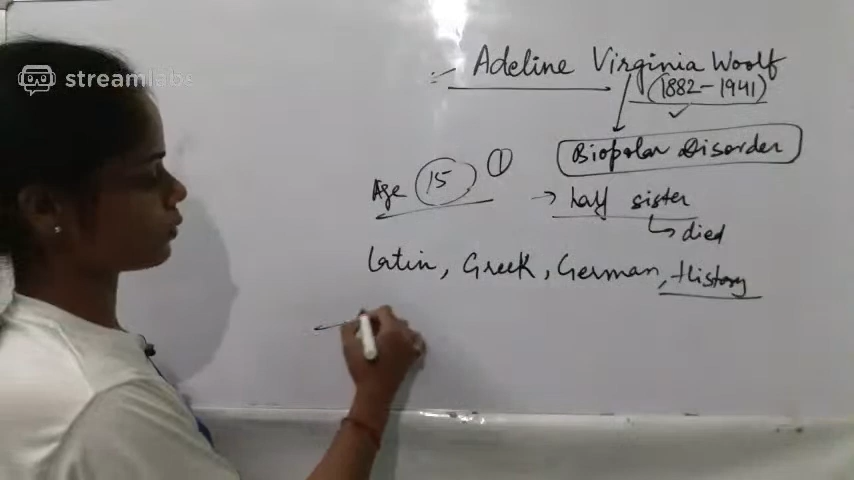 streamlabs
:- Adeline Virginia Woolf
(1882-1941)
Biopolar Disorder
Age 15 ①
→ half sister
↳ died
Latin, Greek, German, History